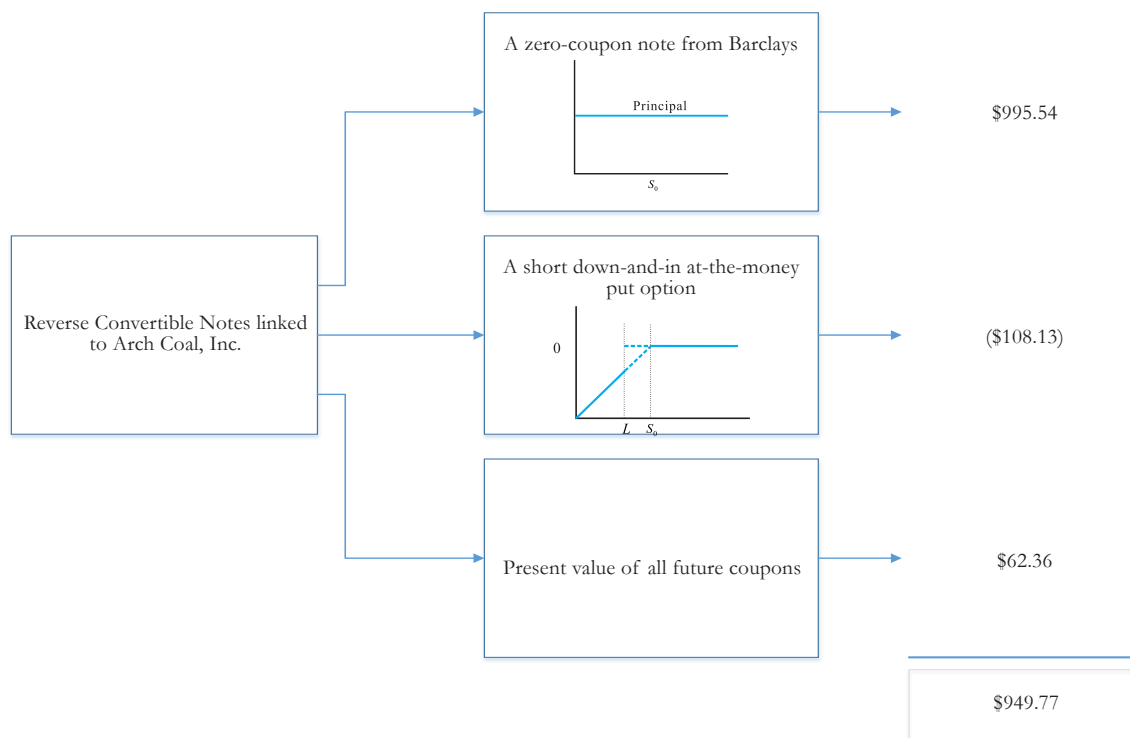 A zero-coupon note from Barclays
Principal
S₀
$995.54
Reverse Convertible Notes linked
to Arch Coal, Inc.
A short down-and-in at-the-money
put option
0
L S₀
($108.13)
Present value of all future coupons
$62.36
$949.77